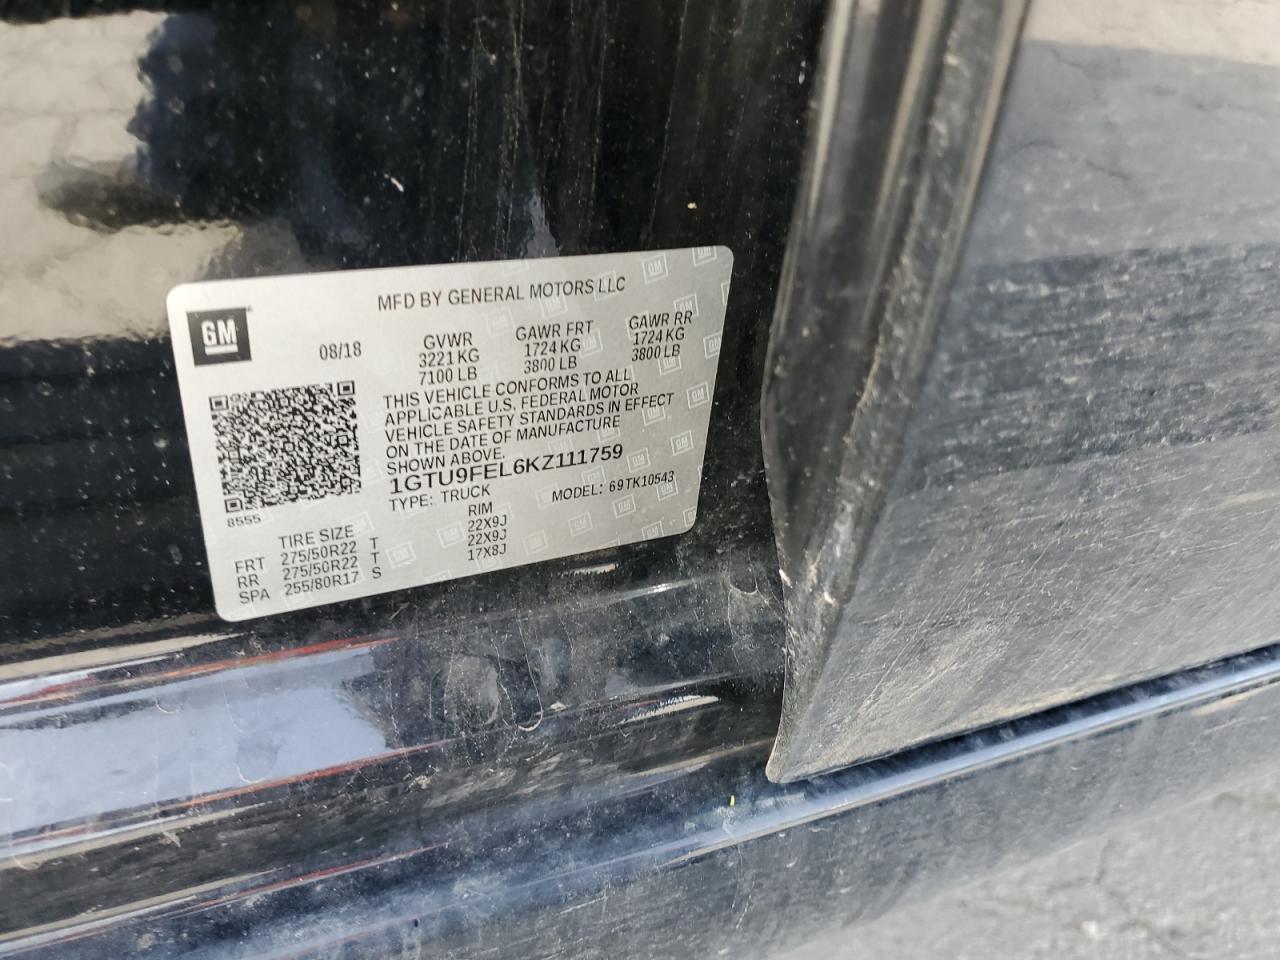 MFD BY GENERAL MOTORS LLC
GM
08/18 GVWR GAWR FRT GAWR RR
3221 KG 1724 KG 1724 KG
7100 LB 3800 LB 3800 LB
THIS VEHICLE CONFORMS TO ALL
APPLICABLE U.S. FEDERAL MOTOR
VEHICLE SAFETY STANDARDS IN EFFECT
ON THE DATE OF MANUFACTURE
SHOWN ABOVE.
1GTU9FEL6KZ111759
TYPE: TRUCK MODEL: 69TK10543
8555
TIRE SIZE RIM
FRT 275/50R22 T 22X9J
RR 275/50R22 T 22X9J
SPA 255/80R17 S 17X8J